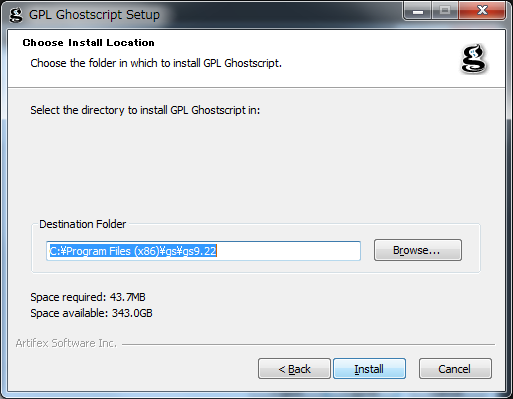 GPL Ghostscript Setup
Choose Install Location
Choose the folder in which to install GPL Ghostscript.
Select the directory to install GPL Ghostscript in:
Destination Folder
C:¥Program Files (x86)¥gs¥gs9.22
Browse...
Space required: 43.7MB
Space available: 343.0GB
Artifex Software Inc.
< Back
Install
Cancel